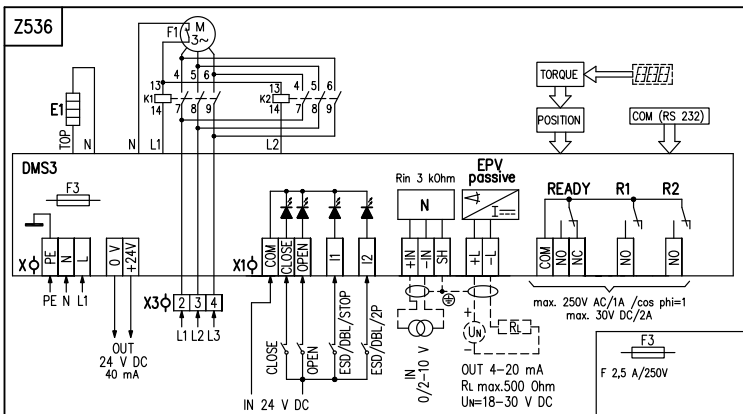 Z536
F1
M
3~
4 5 6
4 5 6
13
K1
14
7 8 9
13
K2
14
7 8 9
E1
TOP
N
N
L1
L2
TORQUE
POSITION
COM (RS 232)
DMS3
F3
Rin 3 kOhm
N
EPV
passive
READY R1 R2
X
PE
N
L
0 V
+24V
X3
2 3 4
X1
COM
CLOSE
OPEN
I1
I2
+IN
-IN
SH
+L
-L
COM
NO
NC
NO
NO
PE N L1
OUT
24 V DC
40 mA
L1 L2 L3
CLOSE
OPEN
ESD/DBL/STOP
ESD/DBL/2P
IN 24 V DC
IN
0/2-10 V
+
UN
-
RL
OUT 4-20 mA
RL max.500 Ohm
UN=18-30 V DC
max. 250V AC/1A /cos phi=1
max. 30V DC/2A
F3
F 2,5 A/250V